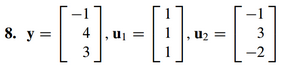 8. y = [−1 4 3], u₁ = [1 1 1], u₂ = [−1 3 −2]